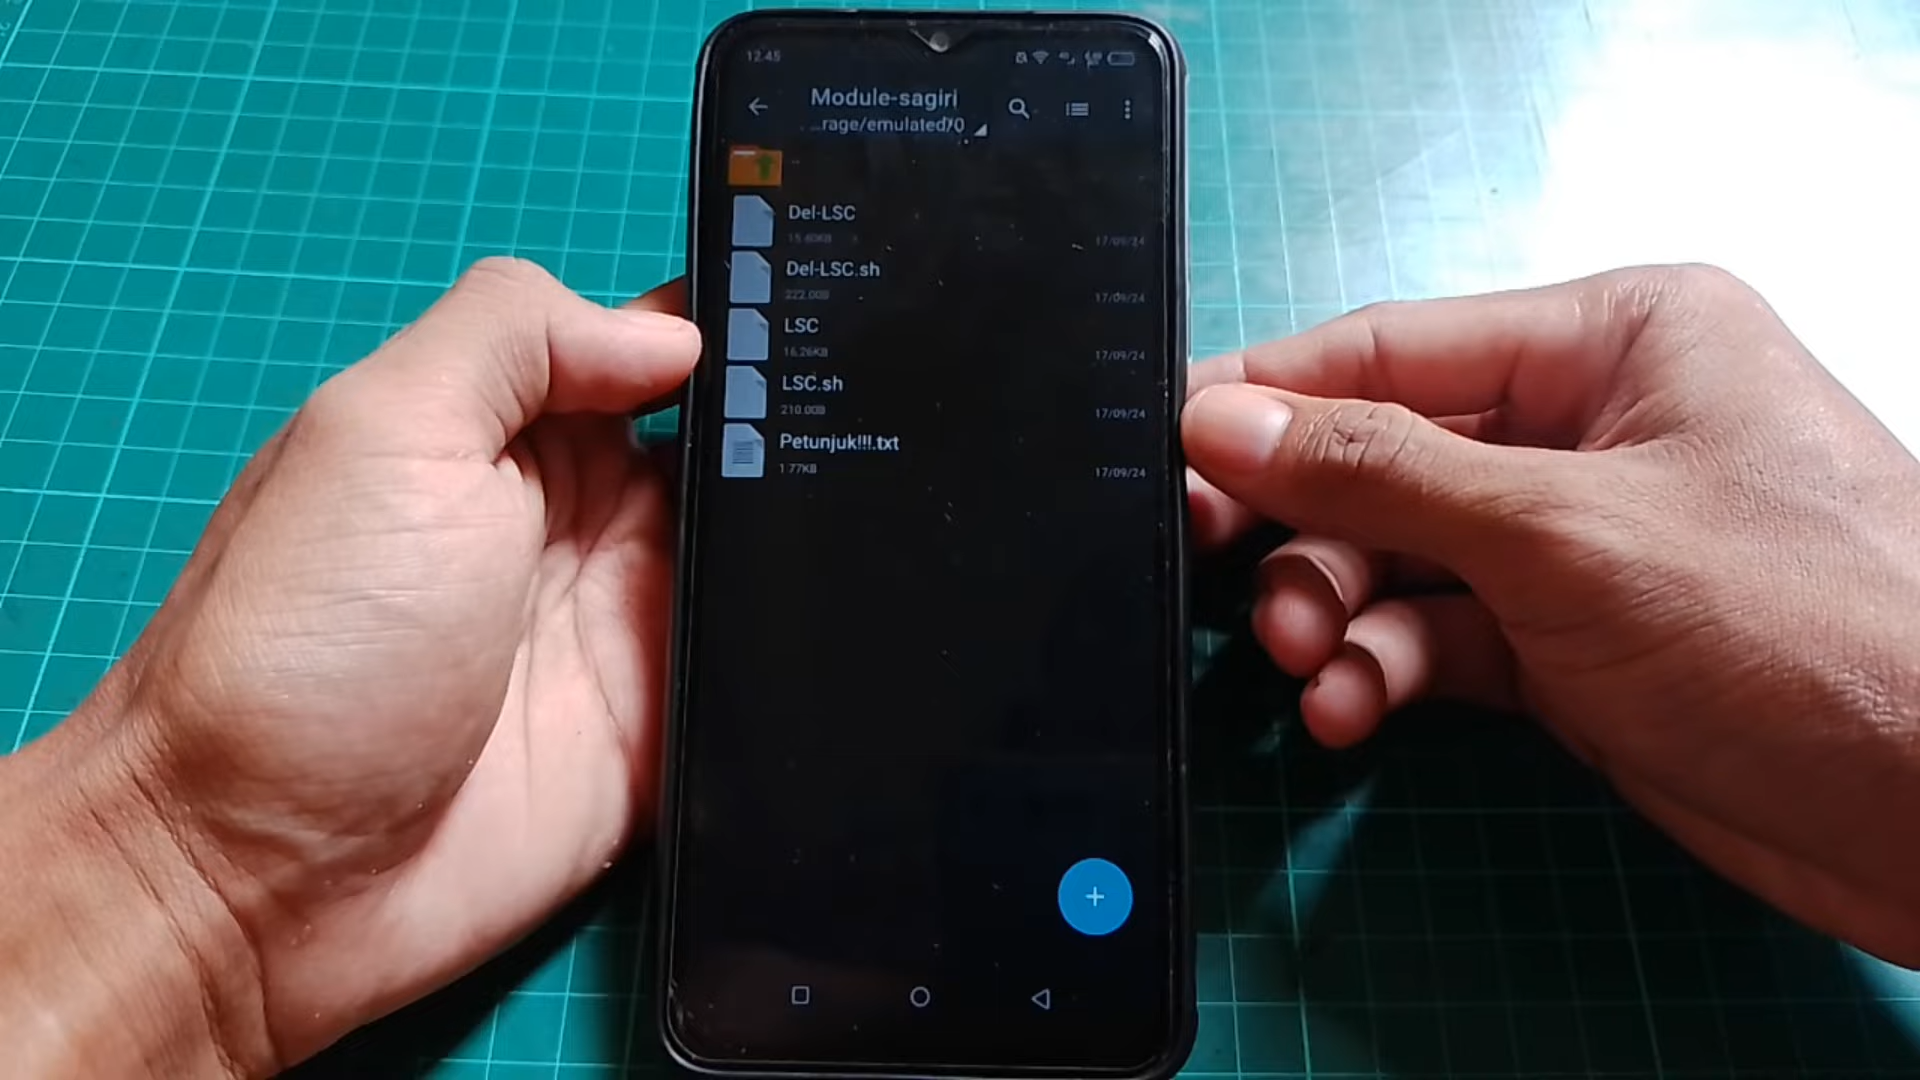 12.45
Module-sagiri
...rage/emulated/0
..
Del-LSC
15.60KB
17/09/24
Del-LSC.sh
222.00B
17/09/24
LSC
16.26KB
17/09/24
LSC.sh
210.00B
17/09/24
Petunjuk!!!.txt
1.77KB
17/09/24